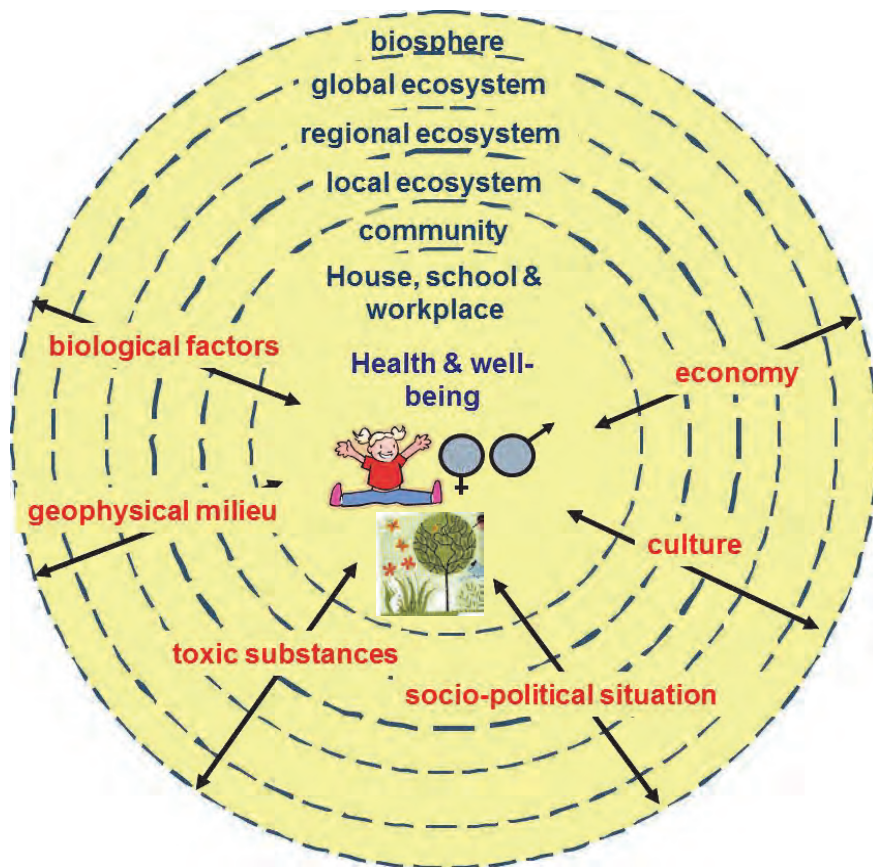 biosphere
global ecosystem
regional ecosystem
local ecosystem
community
House, school &
workplace
Health & well-
being
biological factors
economy
geophysical milieu
culture
toxic substances
socio-political situation